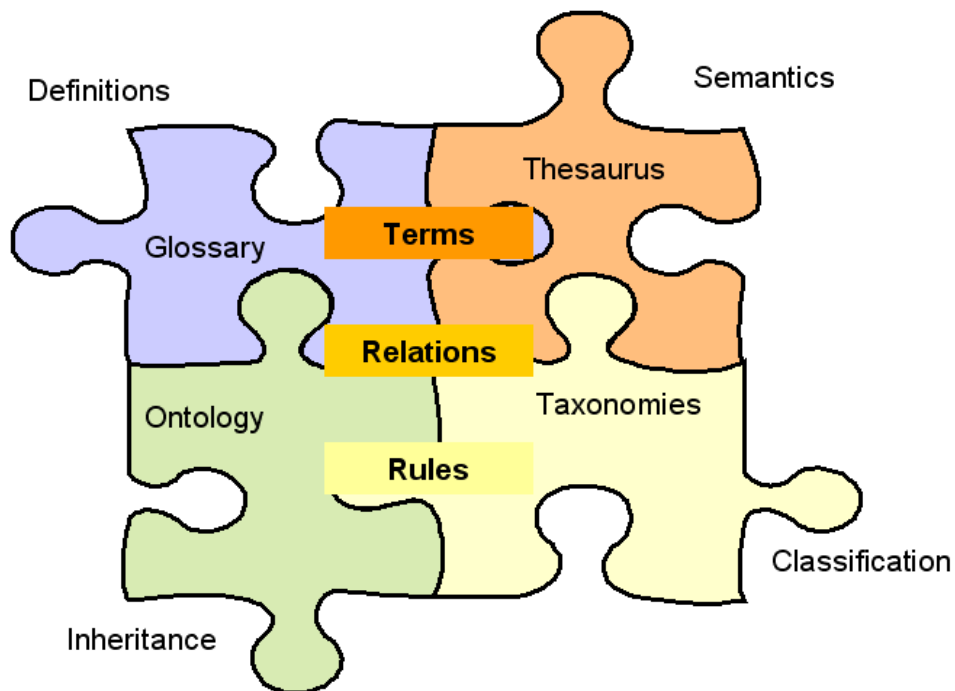 Definitions
Semantics
Thesaurus
Glossary
Terms
Relations
Ontology
Taxonomies
Rules
Classification
Inheritance